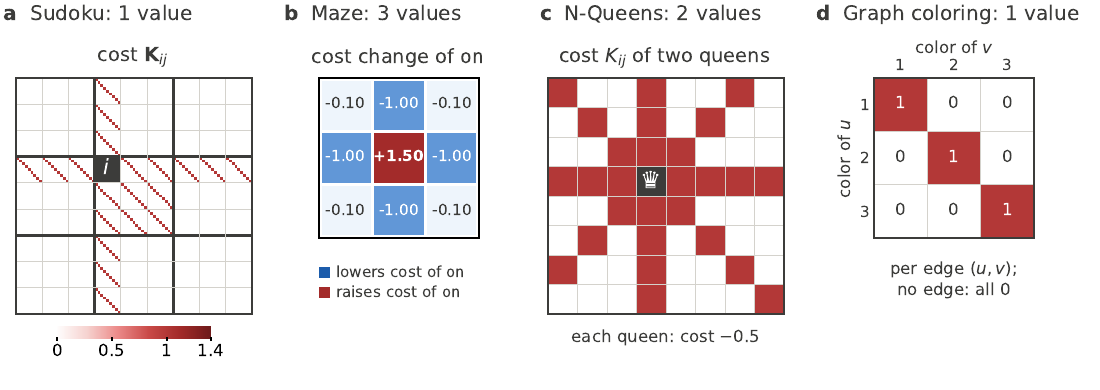 a Sudoku: 1 value
cost K_ij
i
0 0.5 1 1.4
b Maze: 3 values
cost change of on
-0.10 -1.00 -0.10
-1.00 +1.50 -1.00
-0.10 -1.00 -0.10
lowers cost of on
raises cost of on
c N-Queens: 2 values
cost K_ij of two queens
♛
each queen: cost −0.5
d Graph coloring: 1 value
color of v
1 2 3
color of u
1 1 0 0
2 0 1 0
3 0 0 1
per edge (u, v);
no edge: all 0